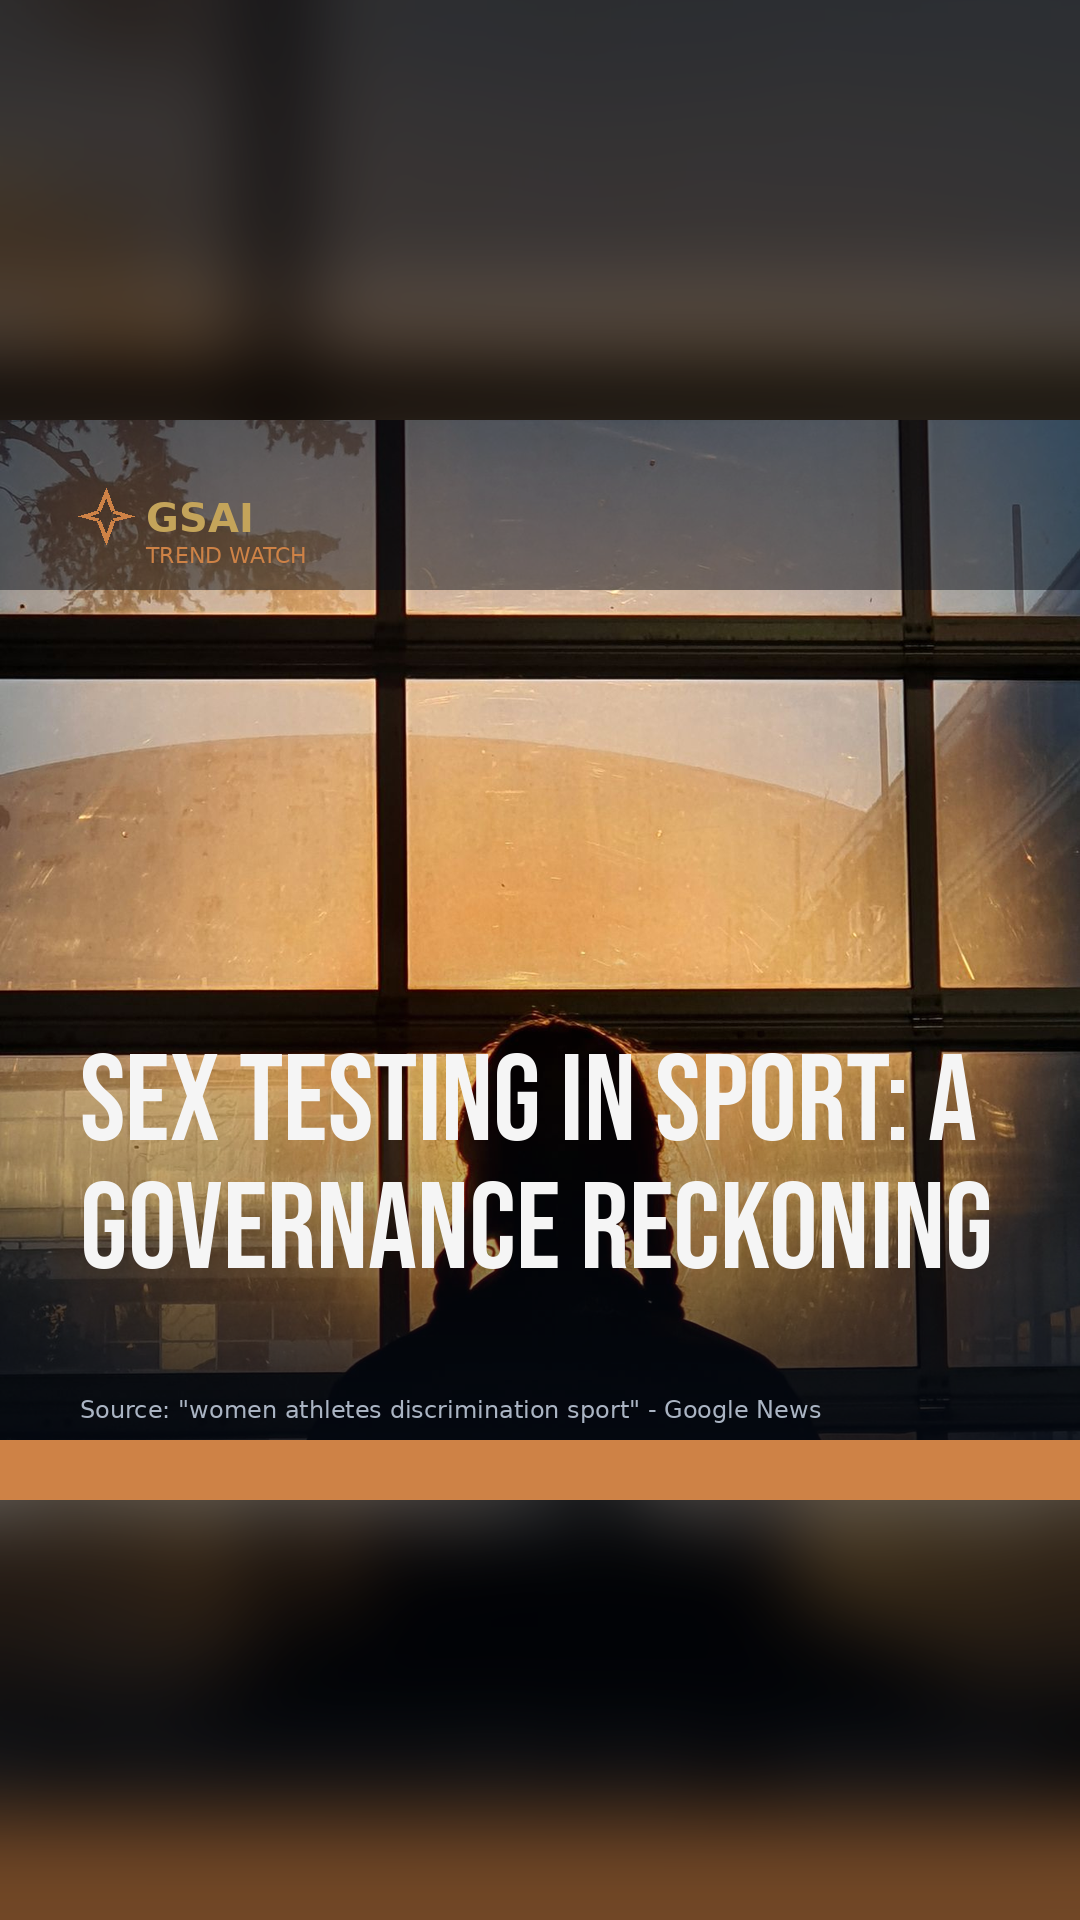 GSAI
TREND WATCH
SEX TESTING IN SPORT: A
GOVERNANCE RECKONING
Source: "women athletes discrimination sport" - Google News